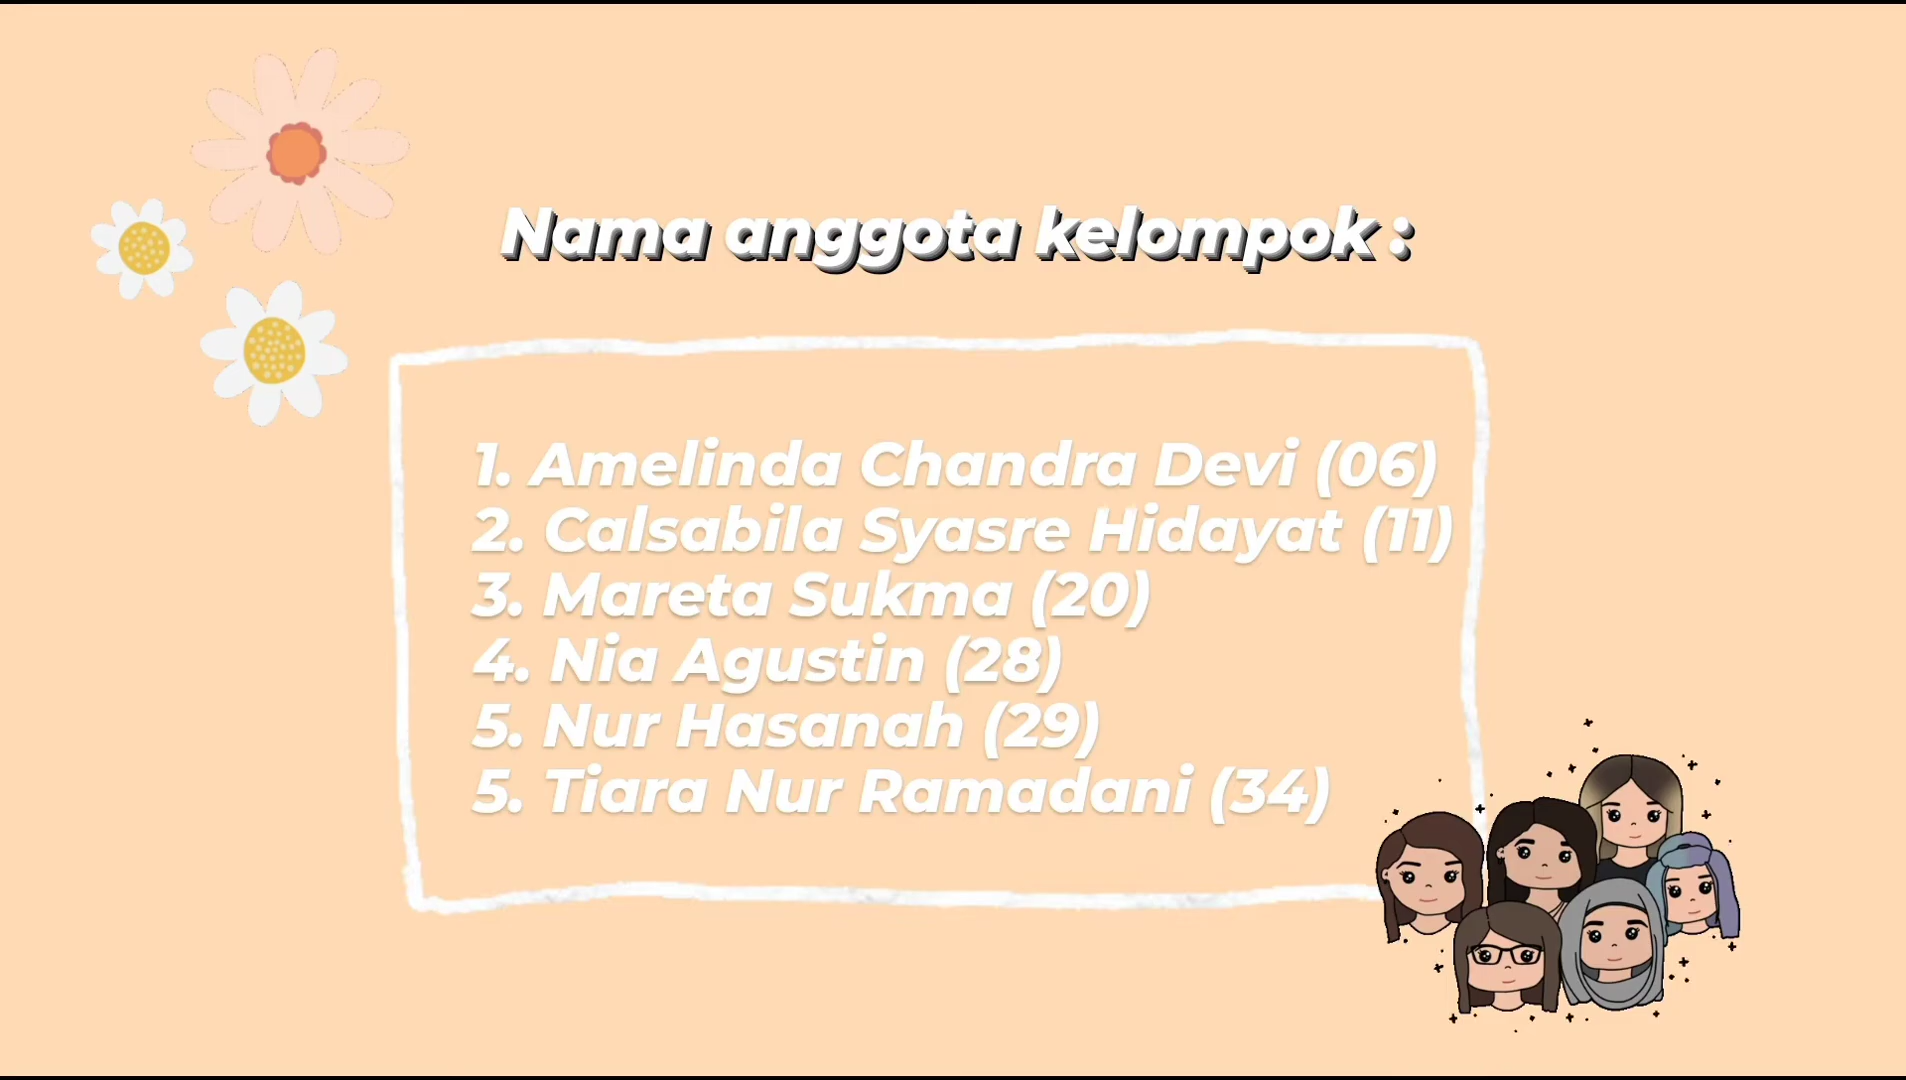 Nama anggota kelompok :
1. Amelinda Chandra Devi (06)
2. Calsabila Syasre Hidayat (11)
3. Mareta Sukma (20)
4. Nia Agustin (28)
5. Nur Hasanah (29)
5. Tiara Nur Ramadani (34)